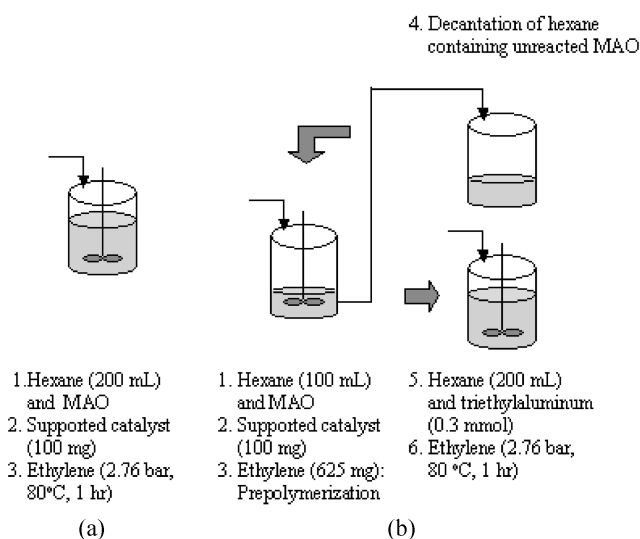 4. Decantation of hexane
containing unreacted MAO
1.Hexane (200 mL)
and MAO
2. Supported catalyst
(100 mg)
3. Ethylene (2.76 bar,
80°C, 1 hr)
(a)
1. Hexane (100 mL)
and MAO
2. Supported catalyst
(100 mg)
3. Ethylene (625 mg):
Prepolymerization
5. Hexane (200 mL)
and triethylaluminum
(0.3 mmol)
6. Ethylene (2.76 bar,
80 °C, 1 hr)
(b)